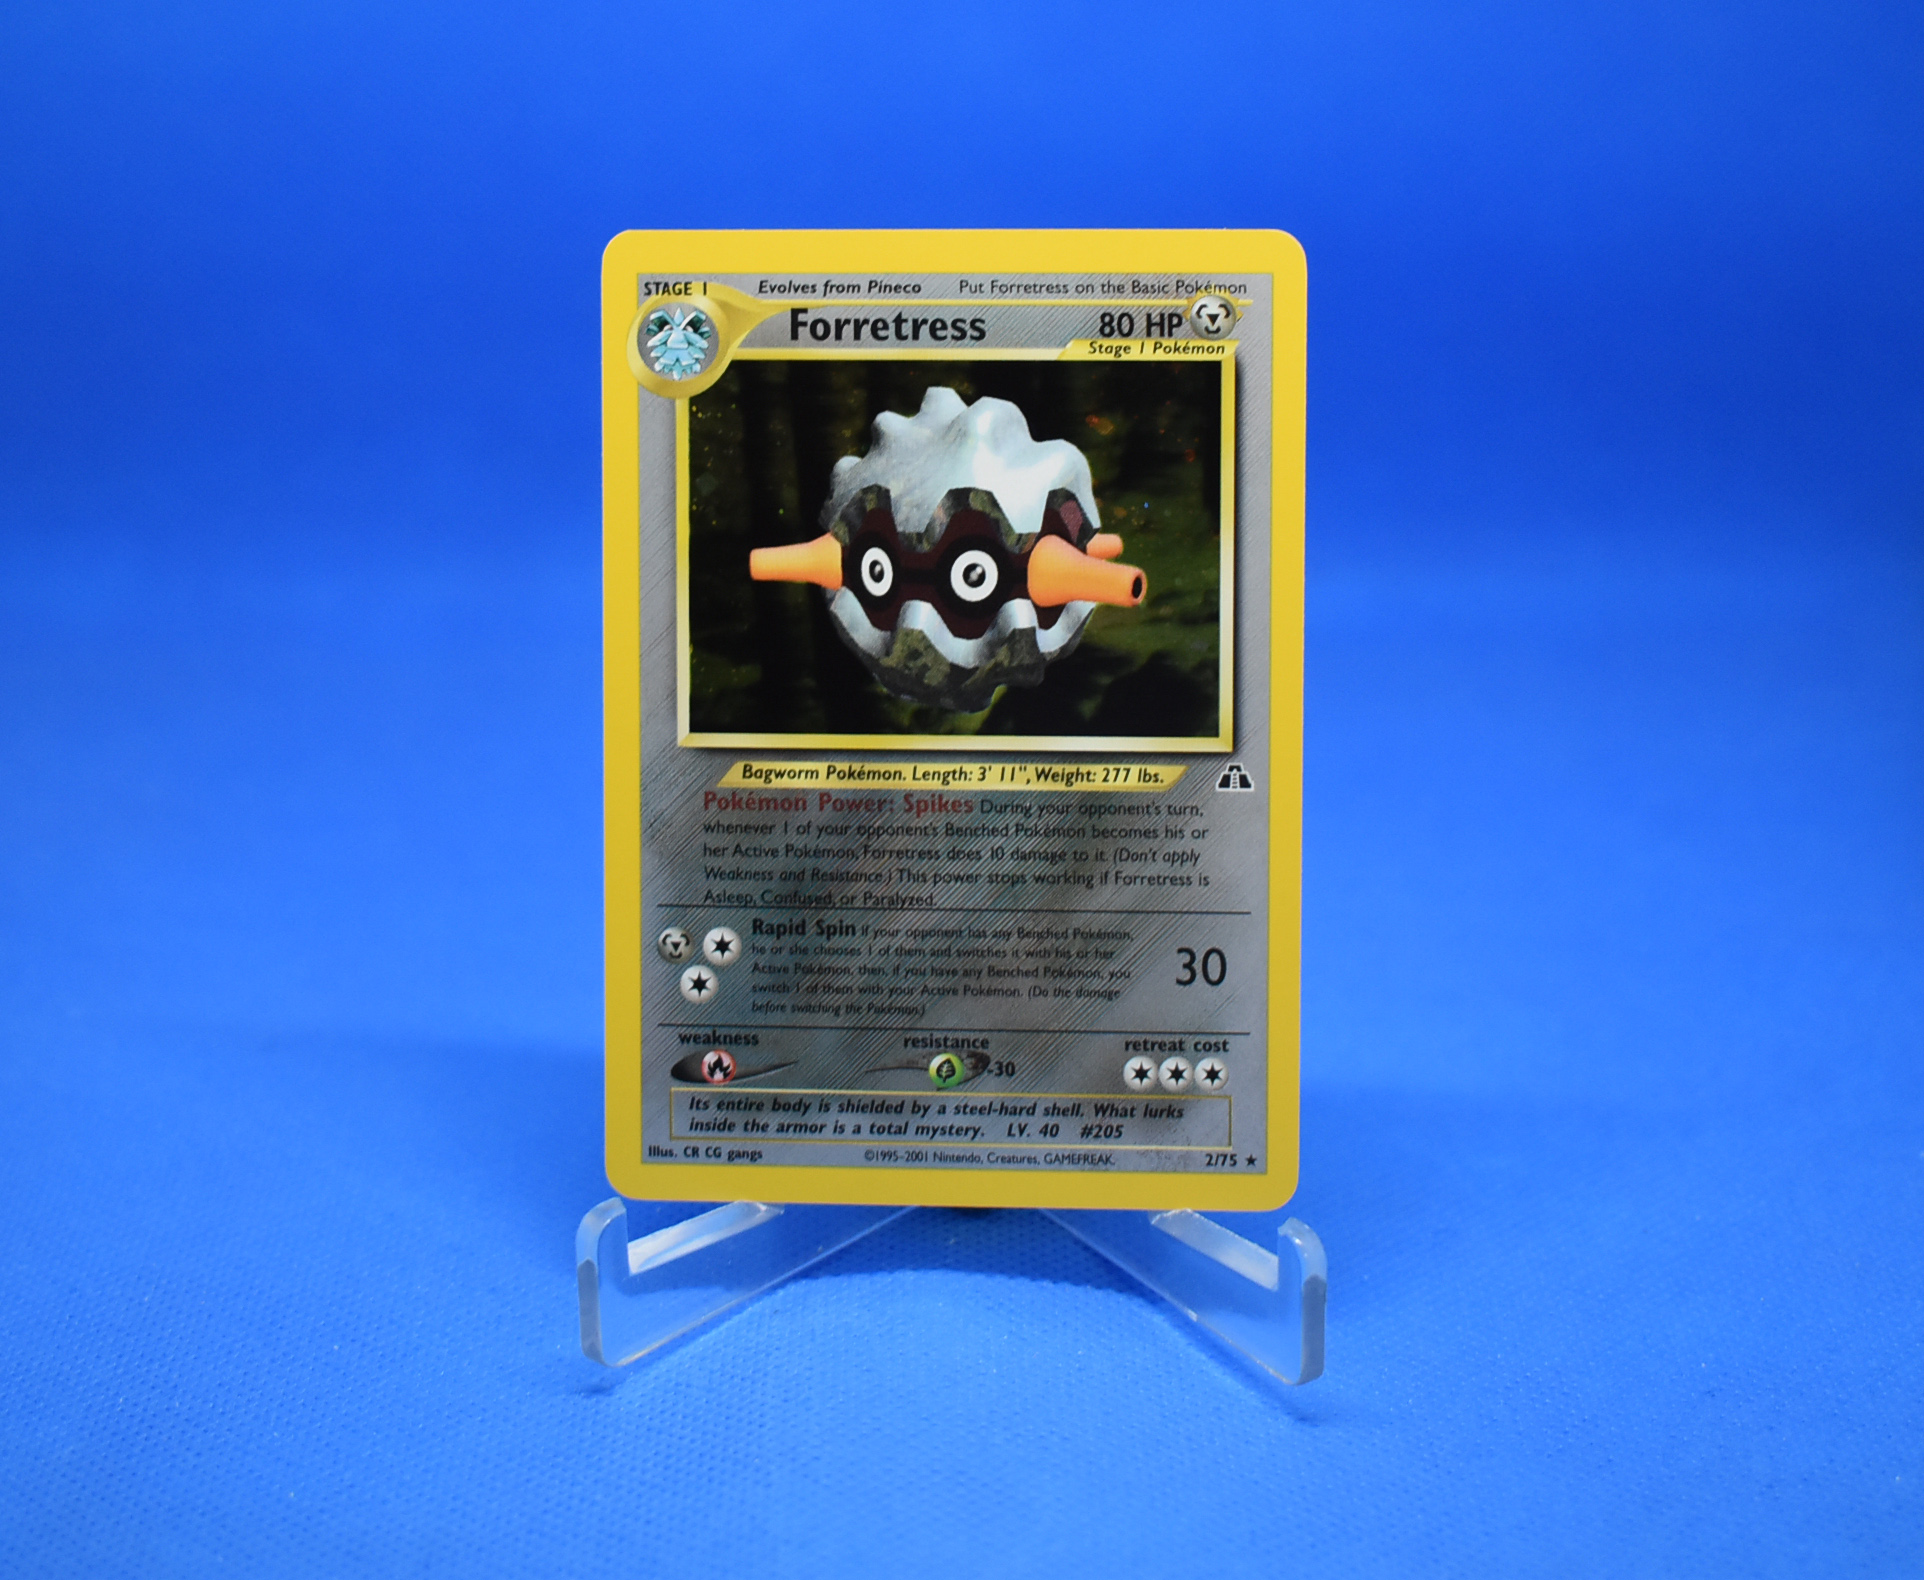 STAGE 1 Evolves from Pineco Put Forretress on the Basic Pokémon
Forretress 80 HP
Stage 1 Pokémon
Bagworm Pokémon. Length: 3' 11", Weight: 277 lbs.
Pokémon Power: Spikes During your opponent's turn,
whenever 1 of your opponent's Benched Pokémon becomes his or
her Active Pokémon, Forretress does 10 damage to it. (Don't apply
Weakness and Resistance.) This power stops working if Forretress is
Asleep, Confused, or Paralyzed.
Rapid Spin If your opponent has any Benched Pokémon,
he or she chooses 1 of them and switches it with his or her
Active Pokémon, then, if you have any Benched Pokémon, you
switch 1 of them with your Active Pokémon. (Do the damage
before switching the Pokémon.)
30
weakness resistance retreat cost
-30
Its entire body is shielded by a steel-hard shell. What lurks
inside the armor is a total mystery. LV. 40 #205
Illus. CR CG gangs ©1995-2001 Nintendo, Creatures, GAMEFREAK. 2/75 ★